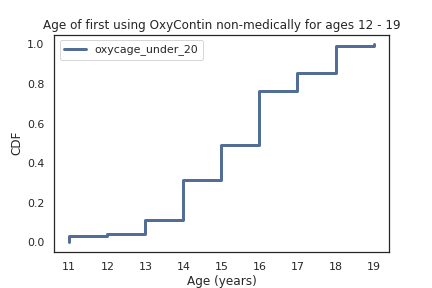 Age of first using OxyContin non-medically for ages 12 - 19
oxycage_under_20
1.0
0.8
0.6
0.4
0.2
0.0
CDF
11 12 13 14 15 16 17 18 19
Age (years)